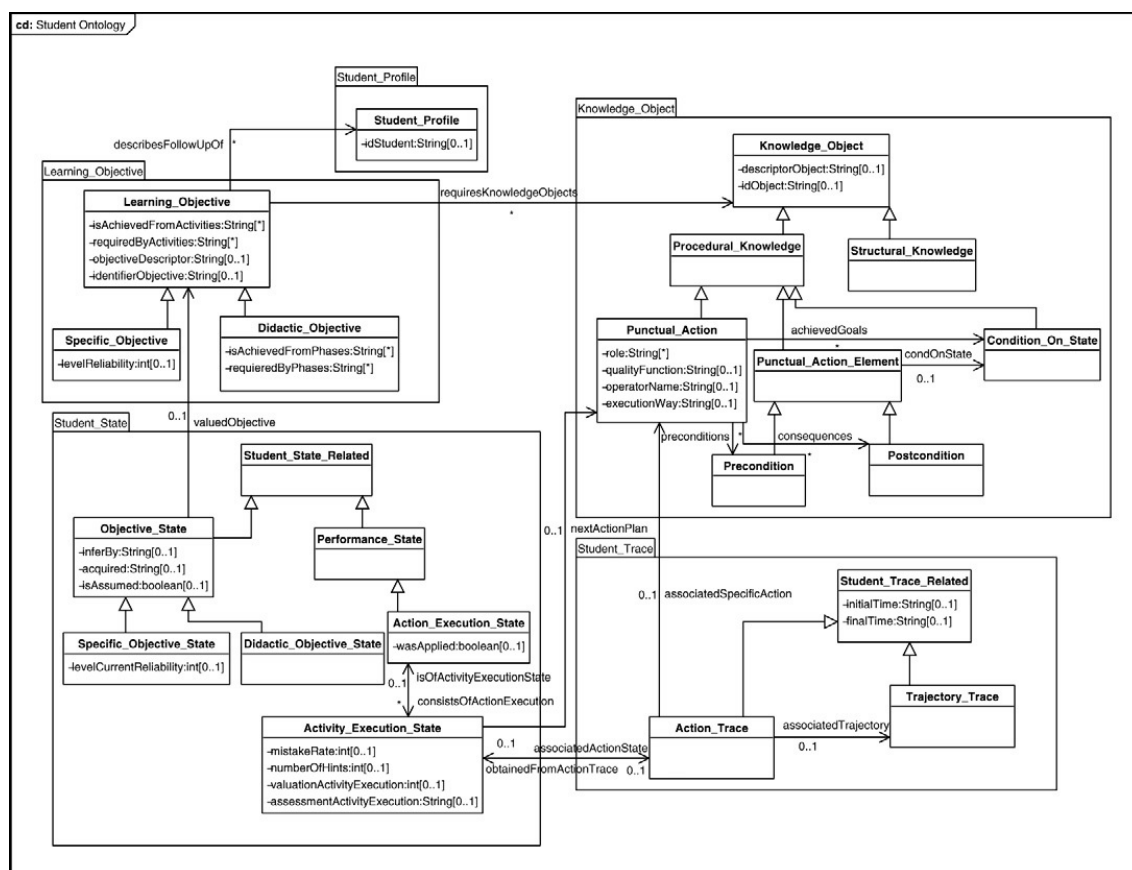 cd: Student Ontology
Student_Profile
Student_Profile
-idStudent:String[0..1]
describesFollowUpOf
*
Knowledge_Object
Knowledge_Object
-descriptorObject:String[0..1]
-idObject:String[0..1]
Learning_Objective
Learning_Objective
-isAchievedFromActivities:String[*]
-requiredByActivities:String[*]
-objectiveDescriptor:String[0..1]
-identifierObjective:String[0..1]
requiresKnowledgeObjects
*
Procedural_Knowledge
Structural_Knowledge
Specific_Objective
-levelReliability:int[0..1]
Didactic_Objective
-isAchievedFromPhases:String[*]
-requieredByPhases:String[*]
Punctual_Action
-role:String[*]
-qualityFunction:String[0..1]
-operatorName:String[0..1]
-executionWay:String[0..1]
achievedGoals
*
Condition_On_State
Punctual_Action_Element
condOnState
0..1
0..1
valuedObjective
preconditions
*
consequences
*
Precondition
Postcondition
Student_State
Student_State_Related
Objective_State
-inferBy:String[0..1]
-acquired:String[0..1]
-isAssumed:boolean[0..1]
Performance_State
0..1
nextActionPlan
Student_Trace
Student_Trace_Related
-initialTime:String[0..1]
-finalTime:String[0..1]
0..1
associatedSpecificAction
Specific_Objective_State
-levelCurrentReliability:int[0..1]
Didactic_Objective_State
Action_Execution_State
-wasApplied:boolean[0..1]
isOfActivityExecutionState
0..1
*
consistsOfActionExecution
Activity_Execution_State
-mistakeRate:int[0..1]
-numberOfHints:int[0..1]
-valuationActivityExecution:int[0..1]
-assessmentActivityExecution:String[0..1]
0..1
associatedActionState
obtainedFromActionTrace
0..1
Action_Trace
associatedTrajectory
0..1
Trajectory_Trace